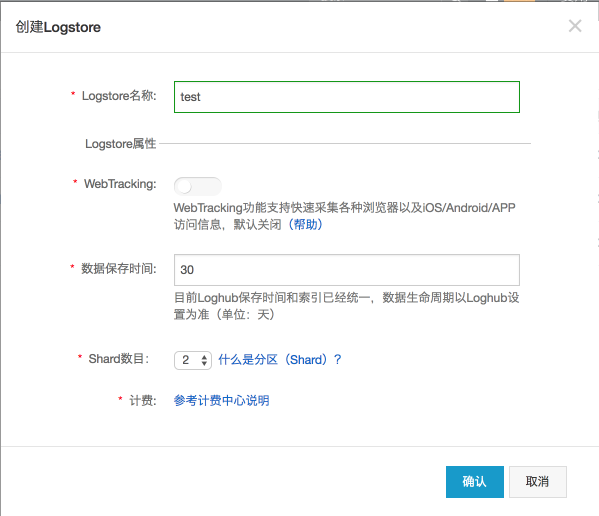 创建Logstore
* Logstore名称: test
Logstore属性
* WebTracking:
WebTracking功能支持快速采集各种浏览器以及iOS/Android/APP
访问信息，默认关闭（帮助）
* 数据保存时间: 30
目前Loghub保存时间和索引已经统一，数据生命周期以Loghub设
置为准（单位：天）
* Shard数目: 2 什么是分区（Shard）?
* 计费: 参考计费中心说明
确认 取消